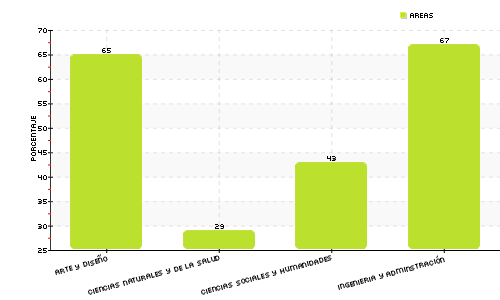 AREAS
PORCENTAJE
70
65
60
55
50
45
40
35
30
25
65
29
43
67
ARTE Y DISEÑO
CIENCIAS NATURALES Y DE LA SALUD
CIENCIAS SOCIALES Y HUMANIDADES
INGENIERIA Y ADMINSTRACIÓN